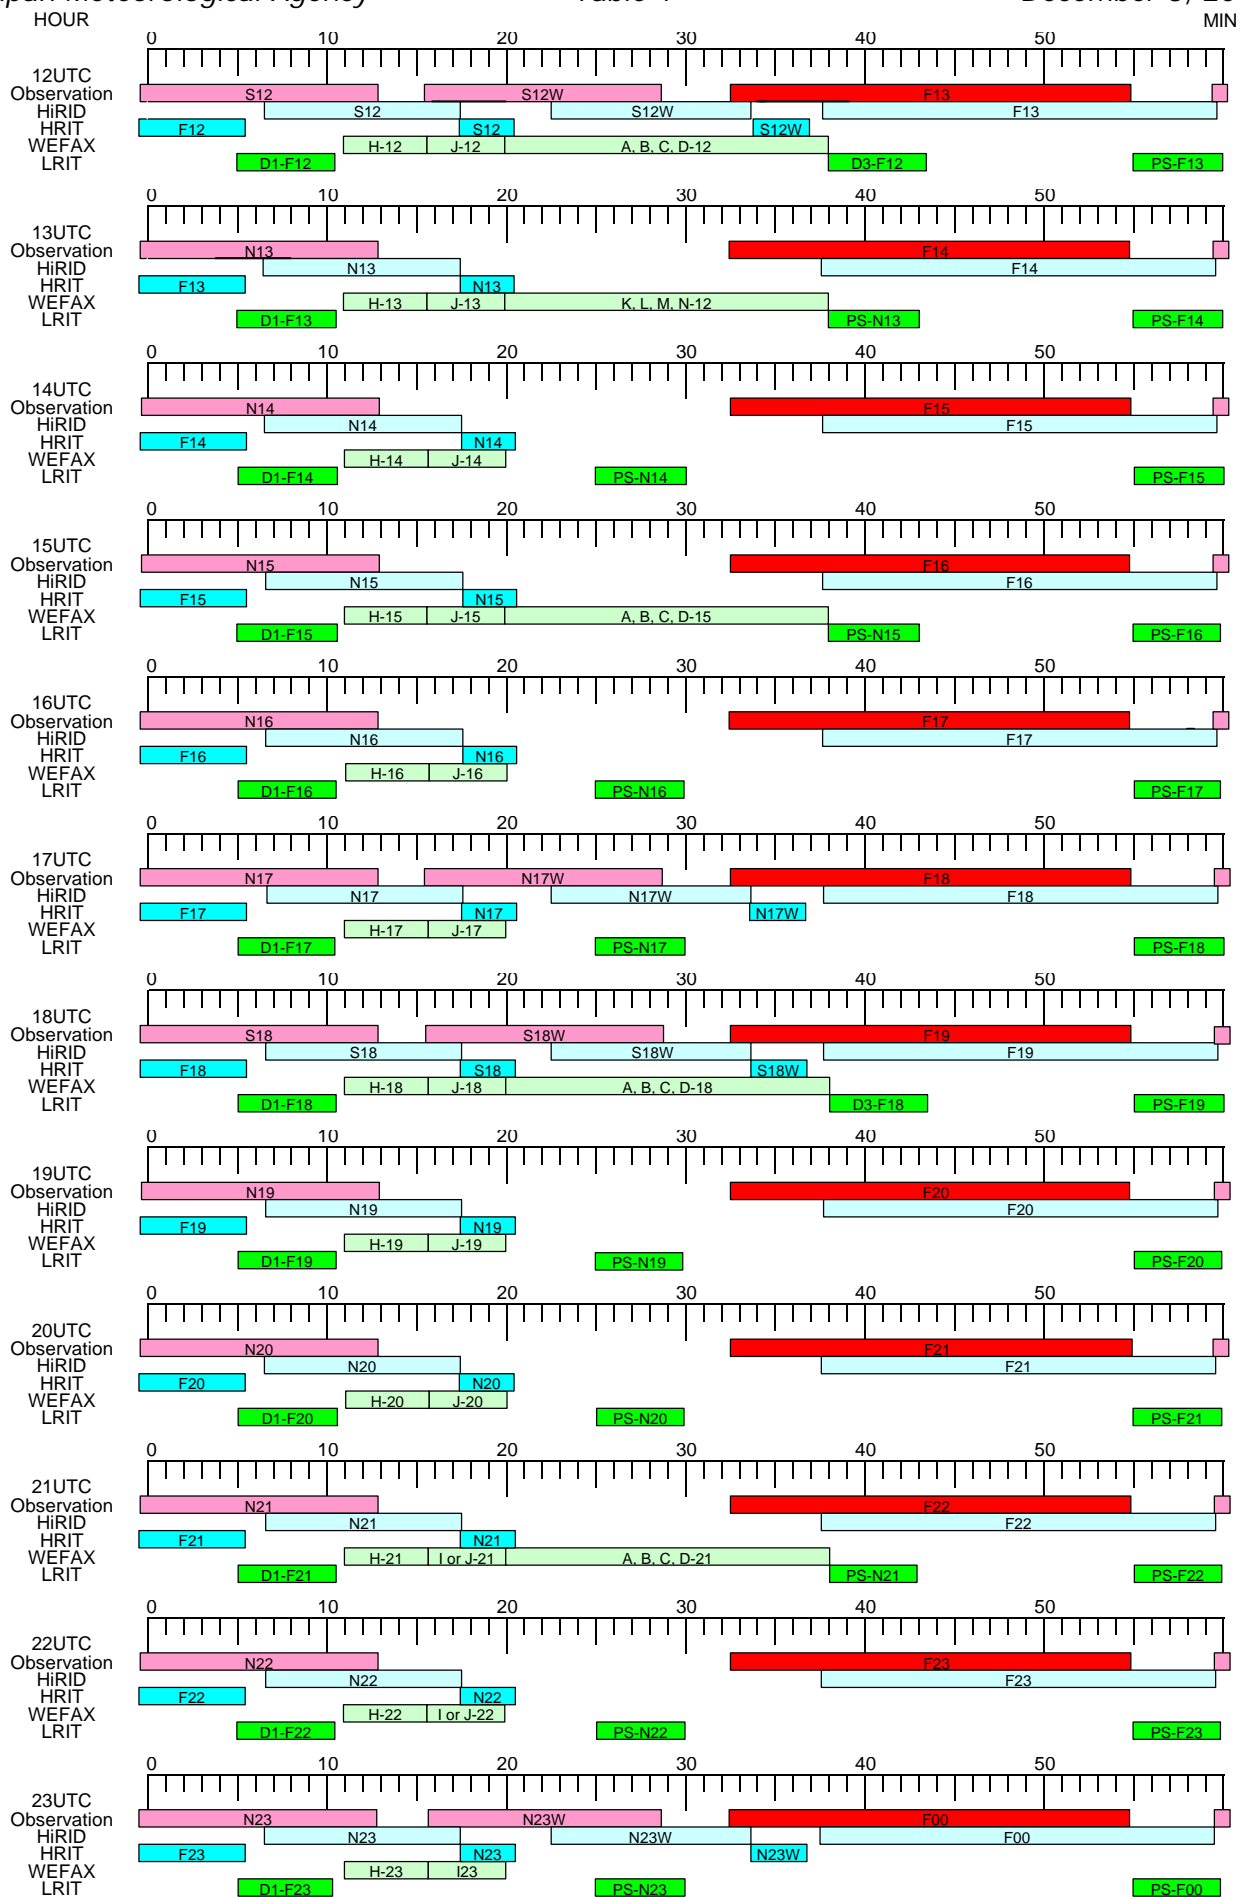 Meteorological Agency
HOUR MIN
0 10 20 30 40 50
12UTC
Observation S12 S12W F13
HiRID S12 S12W F13
HRIT F12 S12 S12W
WEFAX H-12 J-12 A, B, C, D-12
LRIT D1-F12 D3-F12 PS-F13
0 10 20 30 40 50
13UTC
Observation N13 F14
HiRID N13 F14
HRIT F13 N13
WEFAX H-13 J-13 K, L, M, N-12
LRIT D1-F13 PS-N13 PS-F14
0 10 20 30 40 50
14UTC
Observation N14 F15
HiRID N14 F15
HRIT F14 N14
WEFAX H-14 J-14
LRIT D1-F14 PS-N14 PS-F15
0 10 20 30 40 50
15UTC
Observation N15 F16
HiRID N15 F16
HRIT F15 N15
WEFAX H-15 J-15 A, B, C, D-15
LRIT D1-F15 PS-N15 PS-F16
0 10 20 30 40 50
16UTC
Observation N16 F17
HiRID N16 F17
HRIT F16 N16
WEFAX H-16 J-16
LRIT D1-F16 PS-N16 PS-F17
0 10 20 30 40 50
17UTC
Observation N17 N17W F18
HiRID N17 N17W F18
HRIT F17 N17 N17W
WEFAX H-17 J-17
LRIT D1-F17 PS-N17 PS-F18
0 10 20 30 40 50
18UTC
Observation S18 S18W F19
HiRID S18 S18W F19
HRIT F18 S18 S18W
WEFAX H-18 J-18 A, B, C, D-18
LRIT D1-F18 D3-F18 PS-F19
0 10 20 30 40 50
19UTC
Observation N19 F20
HiRID N19 F20
HRIT F19 N19
WEFAX H-19 J-19
LRIT D1-F19 PS-N19 PS-F20
0 10 20 30 40 50
20UTC
Observation N20 F21
HiRID N20 F21
HRIT F20 N20
WEFAX H-20 J-20
LRIT D1-F20 PS-N20 PS-F21
0 10 20 30 40 50
21UTC
Observation N21 F22
HiRID N21 F22
HRIT F21 N21
WEFAX H-21 I or J-21 A, B, C, D-21
LRIT D1-F21 PS-N21 PS-F22
0 10 20 30 40 50
22UTC
Observation N22 F23
HiRID N22 F23
HRIT F22 N22
WEFAX H-22 I or J-22
LRIT D1-F22 PS-N22 PS-F23
0 10 20 30 40 50
23UTC
Observation N23 N23W F00
HiRID N23 N23W F00
HRIT F23 N23 N23W
WEFAX H-23 I23
LRIT D1-F23 PS-N23 PS-F00